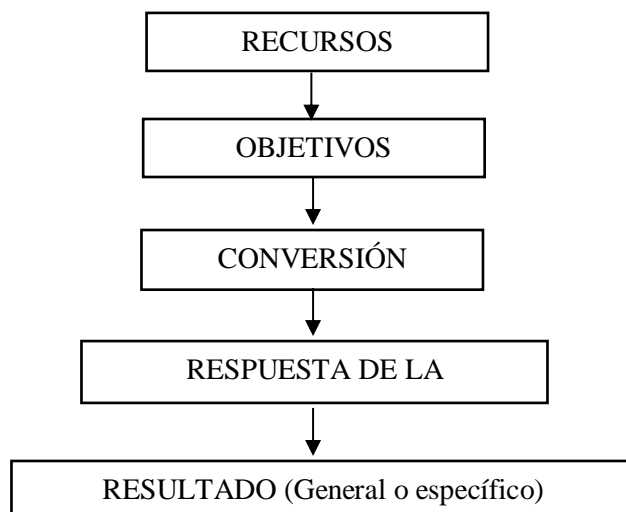 RECURSOS
OBJETIVOS
CONVERSIÓN
RESPUESTA DE LA
RESULTADO (General o específico)